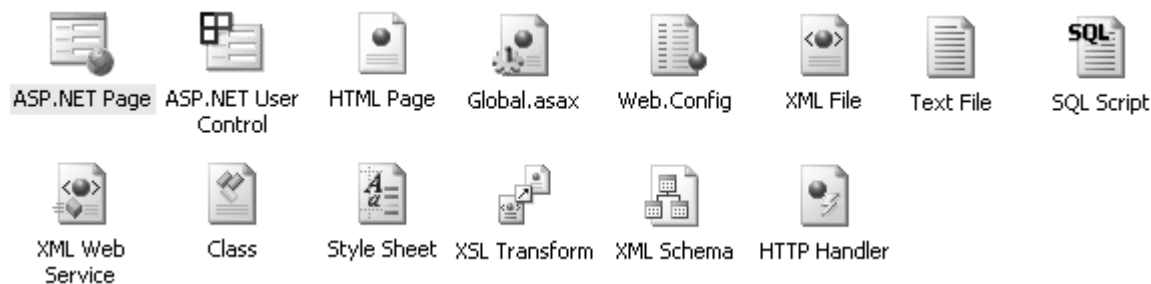 SQL
ASP.NET Page
ASP.NET User
Control
HTML Page
Global.asax
Web.Config
XML File
Text File
SQL Script
A
a
XML Web
Service
Class
Style Sheet
XSL Transform
XML Schema
HTTP Handler